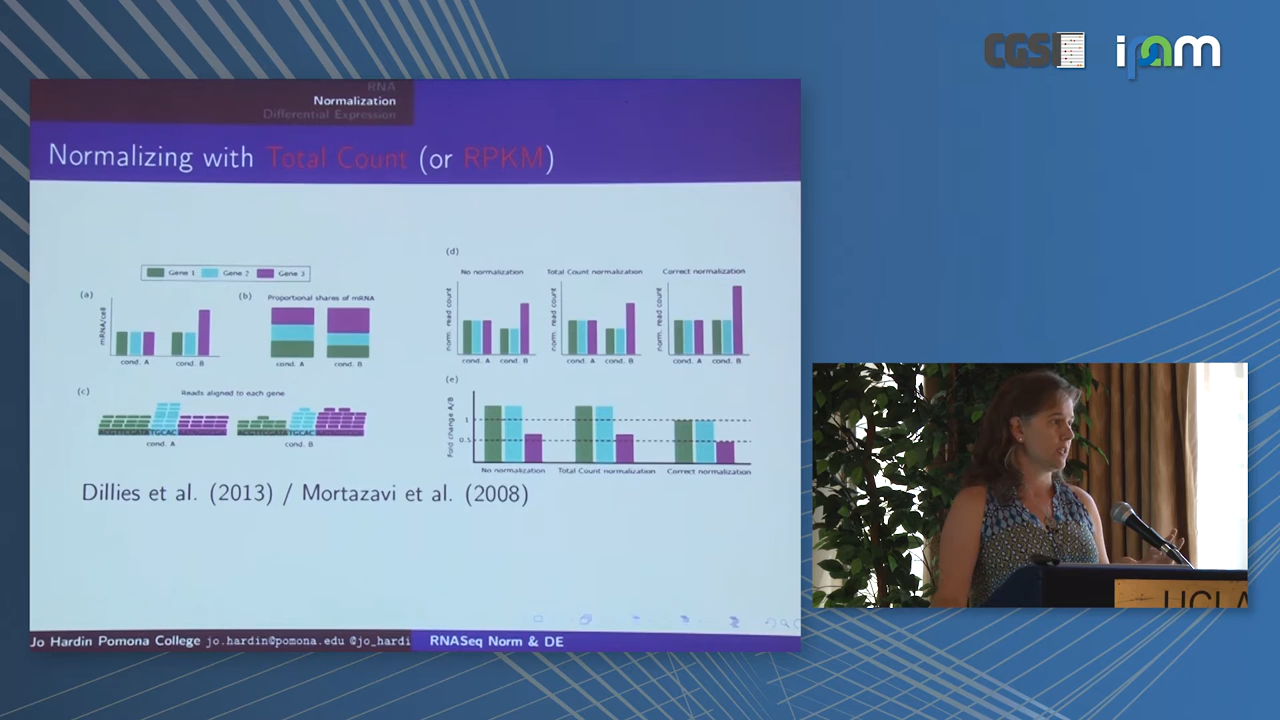 CGSI
ipam
RNA
Normalization
Differential Expression
Normalizing with Total Count (or RPKM)
Gene 1 Gene 2 Gene 3
(a)
mRNA/cell
cond. A cond. B
(b)
Proportional shares of mRNA
cond. A cond. B
(c)
Reads aligned to each gene
cond. A cond. B
(d)
No normalization Total Count normalization Correct normalization
norm. read count norm. read count norm. read count
cond. A cond. B cond. A cond. B cond. A cond. B
(e)
Fold change A/B
1
0.5
No normalization Total Count normalization Correct normalization
Dillies et al. (2013) / Mortazavi et al. (2008)
Jo Hardin Pomona College jo.hardin@pomona.edu @jo_hardi
RNASeq Norm & DE
UCLA